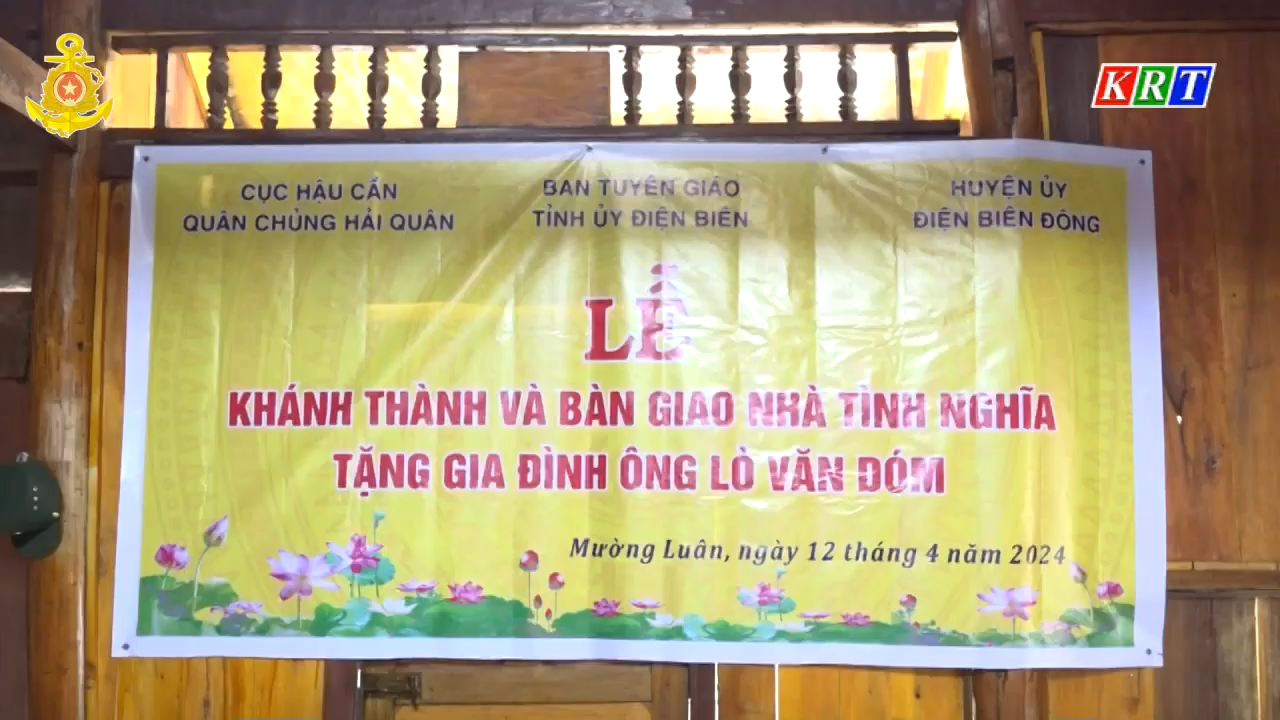 KRT
CỤC HẬU CẦN
QUÂN CHỦNG HẢI QUÂN
BAN TUYÊN GIÁO
TỈNH ỦY ĐIỆN BIÊN
HUYỆN ỦY
ĐIỆN BIÊN ĐÔNG
LỄ
KHÁNH THÀNH VÀ BÀN GIAO NHÀ TÌNH NGHĨA
TẶNG GIA ĐÌNH ÔNG LÒ VĂN ĐÓM
Mường Luân, ngày 12 tháng 4 năm 2024